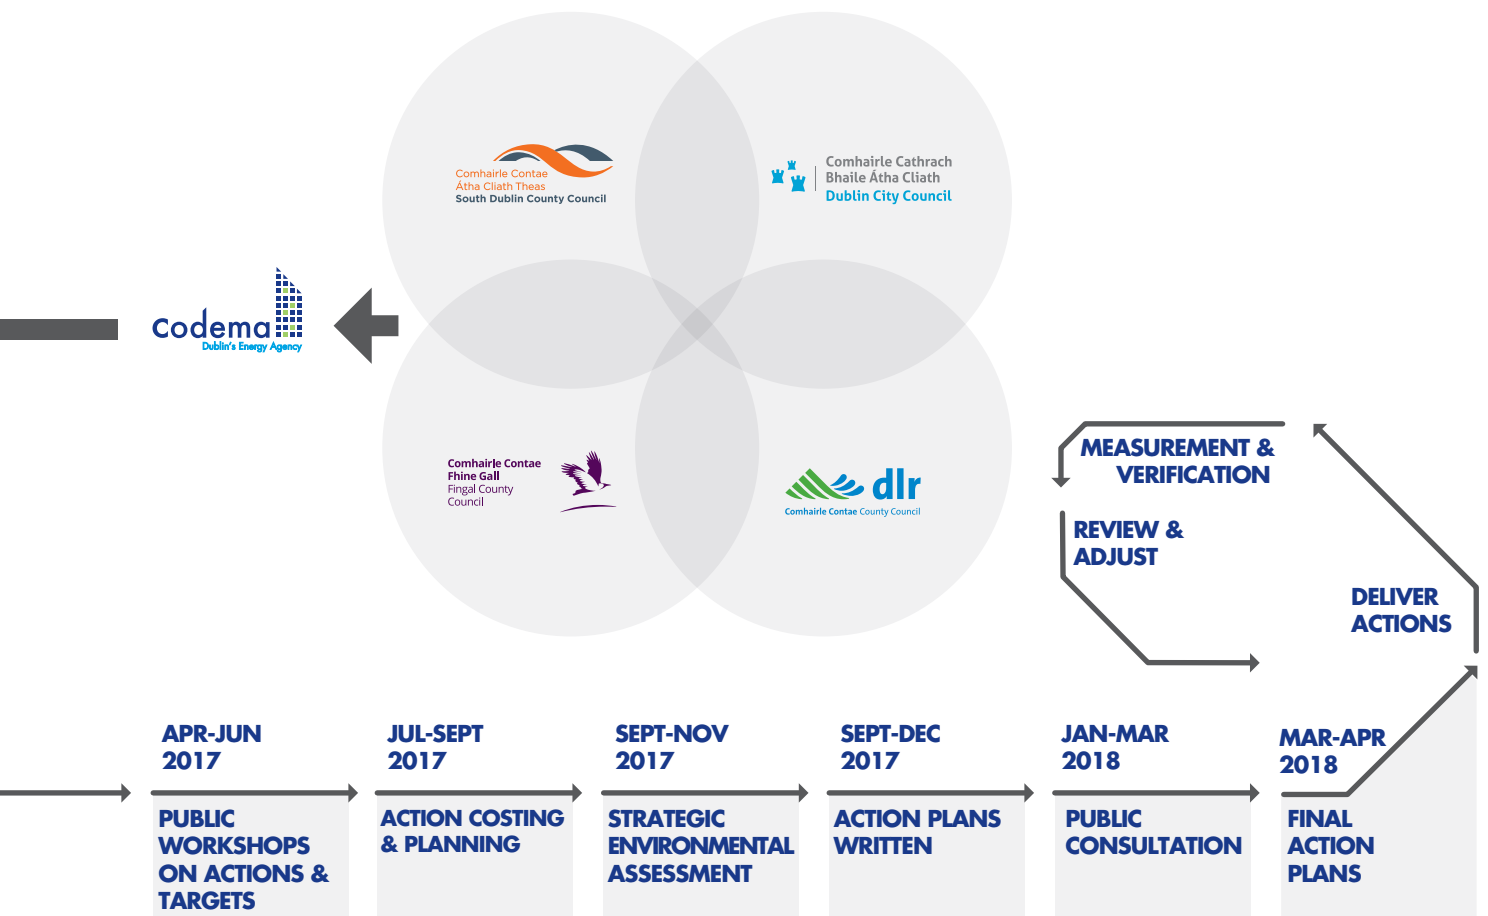 Comhairle Contae
Átha Cliath Theas
South Dublin County Council
Comhairle Cathrach
Bhaile Átha Cliath
Dublin City Council
codema
Dublin's Energy Agency
Comhairle Contae
Fhine Gall
Fingal County
Council
dlr
Comhairle Contae County Council
MEASUREMENT &
VERIFICATION
REVIEW &
ADJUST
DELIVER
ACTIONS
APR-JUN
2017
PUBLIC
WORKSHOPS
ON ACTIONS &
TARGETS
JUL-SEPT
2017
ACTION COSTING
& PLANNING
SEPT-NOV
2017
STRATEGIC
ENVIRONMENTAL
ASSESSMENT
SEPT-DEC
2017
ACTION PLANS
WRITTEN
JAN-MAR
2018
PUBLIC
CONSULTATION
MAR-APR
2018
FINAL
ACTION
PLANS